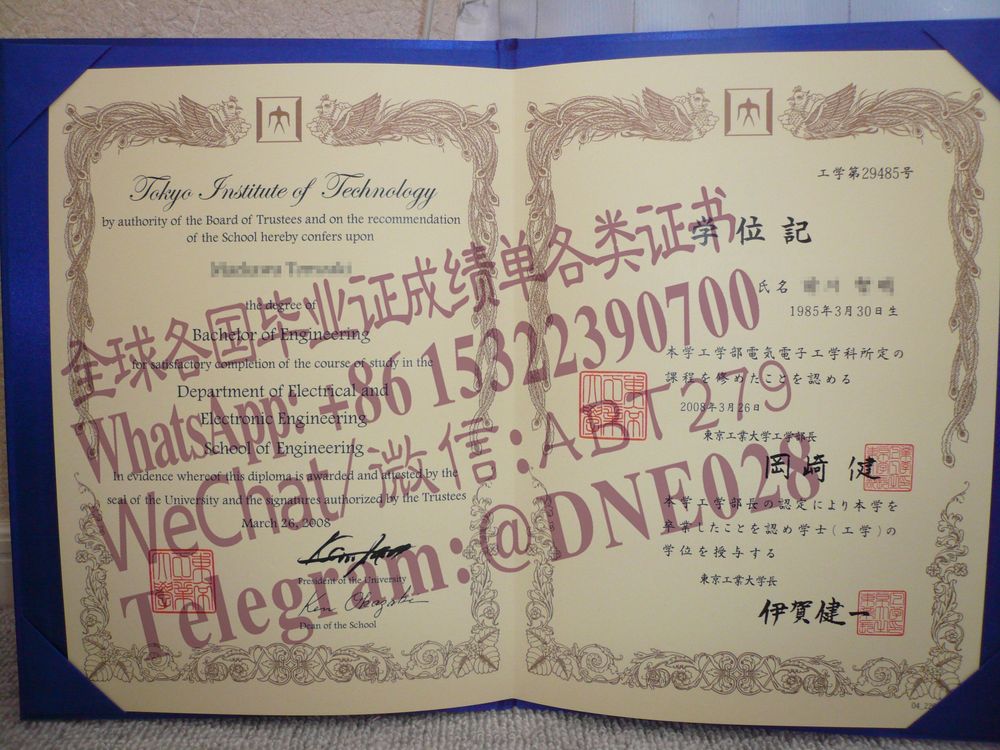 Tokyo Institute of Technology
by authority of the Board of Trustees and on the recommendation
of the School hereby confers upon
the degree of
Bachelor of Engineering
for satisfactory completion of the course of study in the
Department of Electrical and
Electronic Engineering
School of Engineering
In evidence whereof this diploma is awarded and attested by the
seal of the University and the signatures authorized by the Trustees
March 26, 2008
President of the University
Ken Okazaki
Dean of the School
工学第29485号
学位記
氏名
1985年3月30日生
本学工学部電気電子工学科所定の
課程を修めたことを認める
2008年3月26日
東京工業大学工学部長
岡崎 健
本学工学部長の認定により本学を
卒業したことを認め学士(工学)の
学位を授与する
東京工業大学長
伊賀健一
全球各国毕业证成绩单各类证书
WhatsApp: +86 15322390700
WeChat/微信:ABT279
Telegram:@DNE028